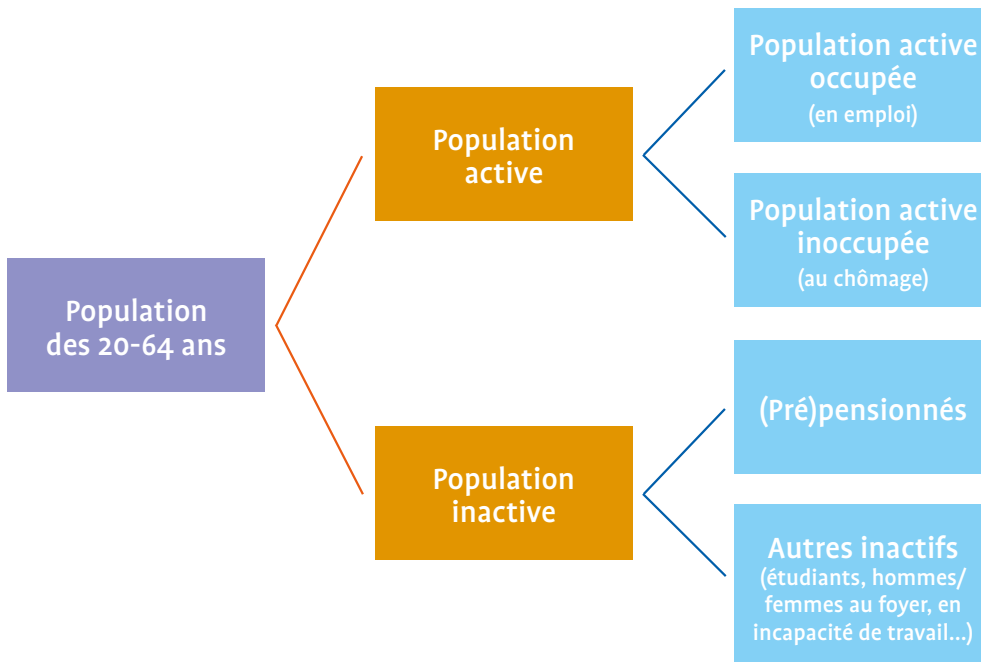 Population active
occupée
(en emploi)
Population
active
Population active
inoccupée
(au chômage)
Population
des 20-64 ans
(Pré)pensionnés
Population
inactive
Autres inactifs
(étudiants, hommes/
femmes au foyer, en
incapacité de travail...)